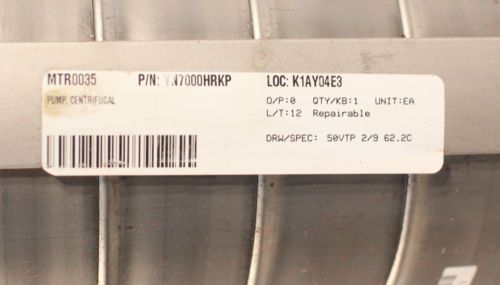 MTR0035 P/N: YN7000HRKP LOC: K1AY04E3
PUMP, CENTRIFUGAL O/P:0 QTY/KB:1 UNIT:EA
L/T:12 Repairable
DRW/SPEC: 50VTP 2/9 62.2C